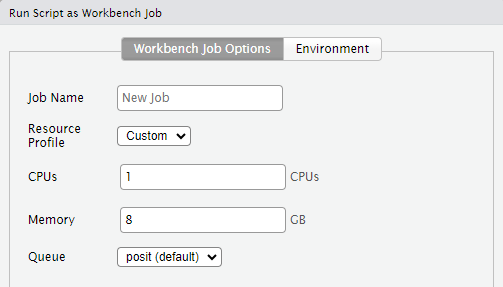 Run Script as Workbench Job
Workbench Job Options Environment
Job Name New Job
Resource
Profile Custom
CPUs 1 CPUs
Memory 8 GB
Queue posit (default)